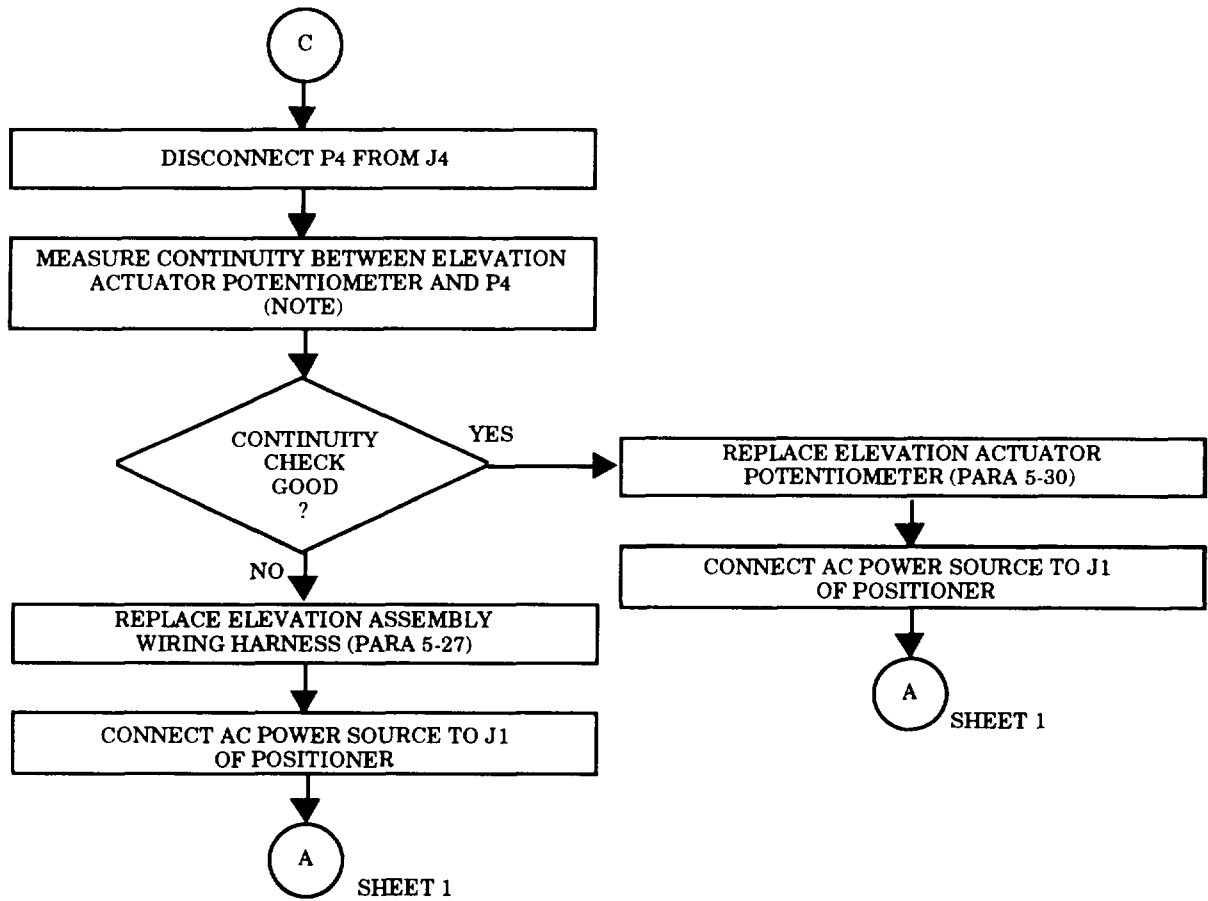 C
DISCONNECT P4 FROM J4
MEASURE CONTINUITY BETWEEN ELEVATION
ACTUATOR POTENTIOMETER AND P4
(NOTE)
CONTINUITY
CHECK
GOOD
?
YES
REPLACE ELEVATION ACTUATOR
POTENTIOMETER (PARA 5-30)
CONNECT AC POWER SOURCE TO J1
OF POSITIONER
A
SHEET 1
NO
REPLACE ELEVATION ASSEMBLY
WIRING HARNESS (PARA 5-27)
CONNECT AC POWER SOURCE TO J1
OF POSITIONER
A
SHEET 1